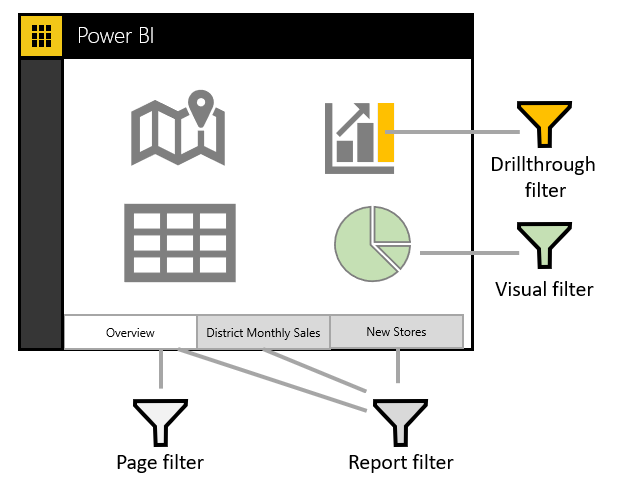 Power BI
Drillthrough
filter
Visual filter
Overview
District Monthly Sales
New Stores
Page filter
Report filter